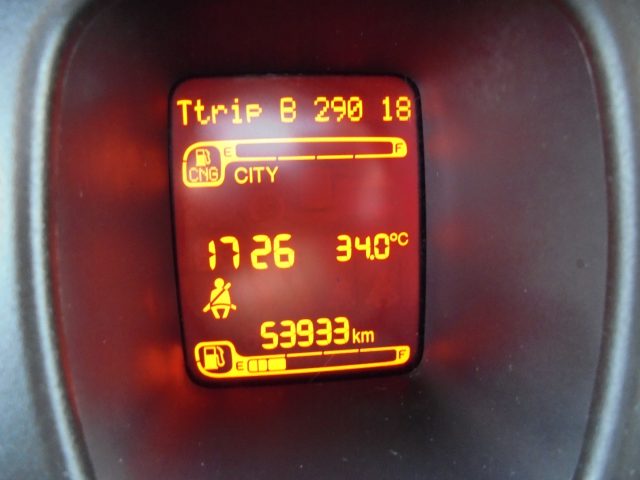 Ttrip B 290 18
E F
CNG CITY
17 26 34.0°C
53933 km
E F